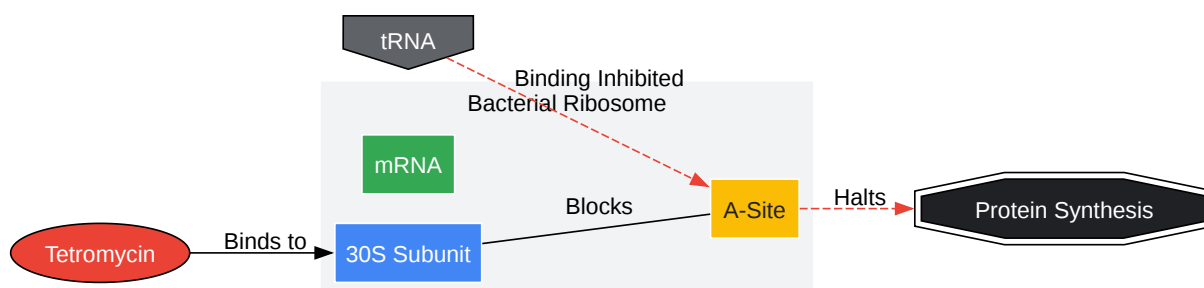 tRNA
Binding Inhibited
Bacterial Ribosome
mRNA
A-Site
Blocks
Halts
Protein Synthesis
Tetromycin
Binds to
30S Subunit